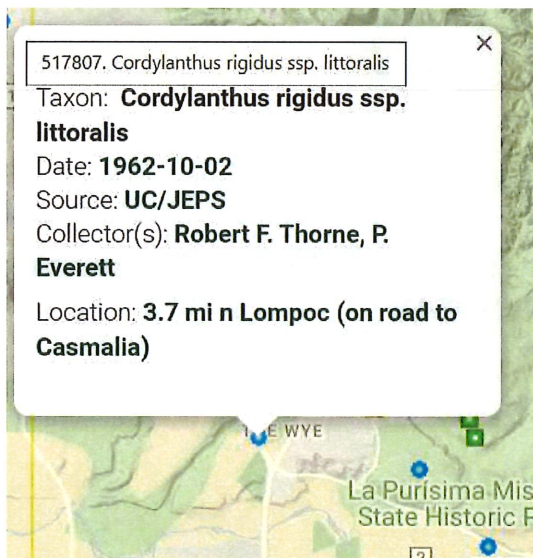 517807. Cordylanthus rigidus ssp. littoralis
Taxon: Cordylanthus rigidus ssp.
littoralis
Date: 1962-10-02
Source: UC/JEPS
Collector(s): Robert F. Thorne, P.
Everett
Location: 3.7 mi n Lompoc (on road to
Casmalia)
E WYE
La Purisima Mis
State Historic P
2